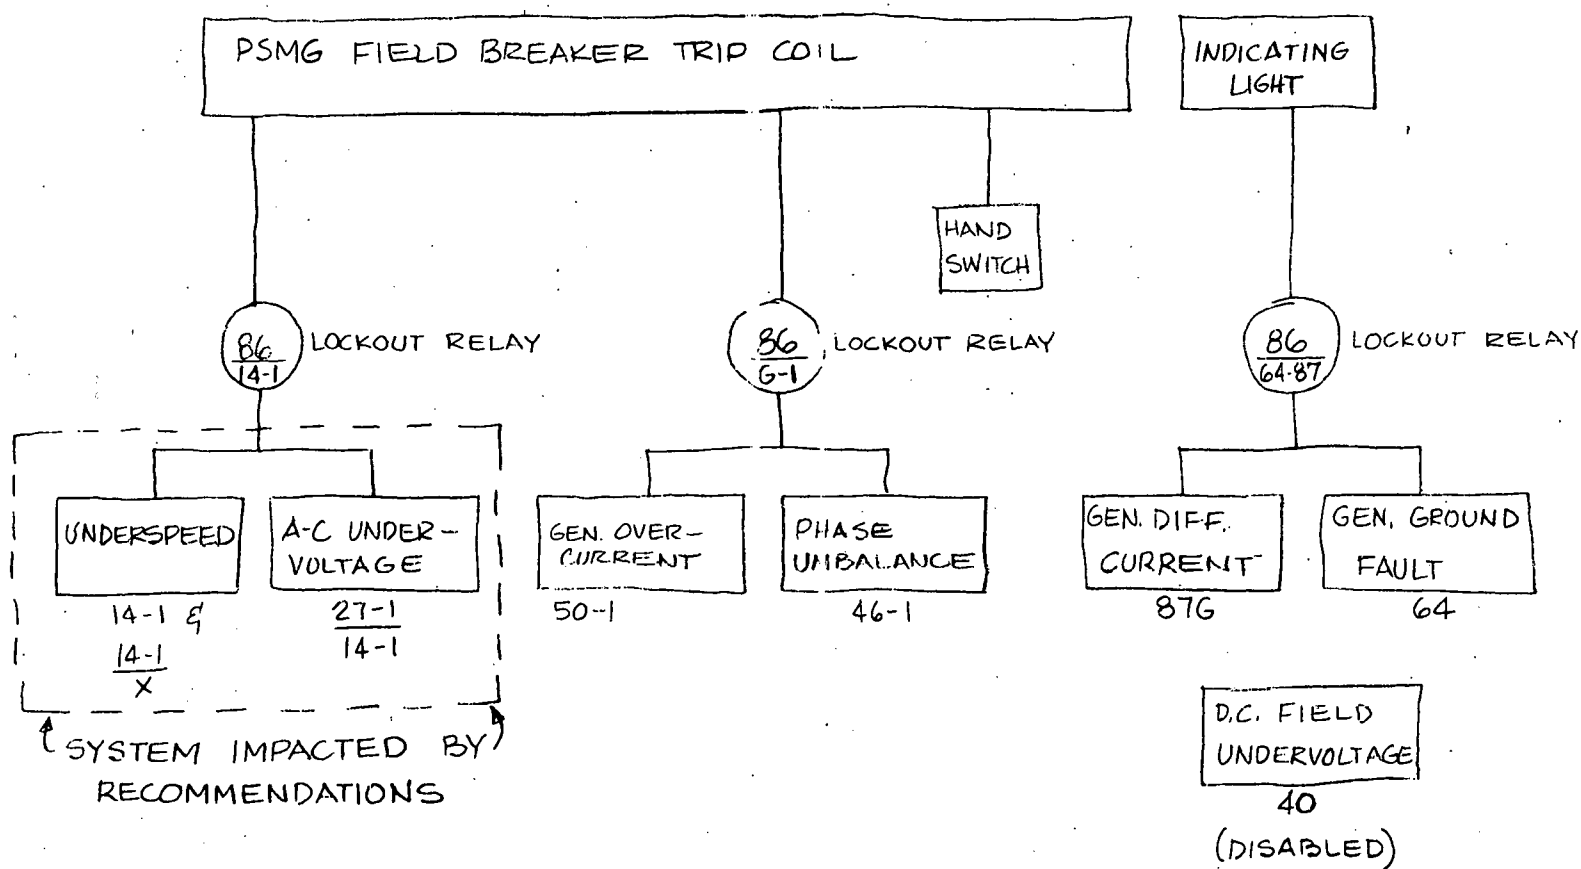 PSMG FIELD BREAKER TRIP COIL
INDICATING
LIGHT
HAND
SWITCH
86
14-1
LOCKOUT RELAY
86
G-1
LOCKOUT RELAY
86
64-87
LOCKOUT RELAY
UNDERSPEED
14-1 &
14-1
X
A-C UNDER-
VOLTAGE
27-1
14-1
GEN. OVER-
CURRENT
50-1
PHASE
UMBALANCE
46-1
GEN. DIFF.
CURRENT
87G
GEN. GROUND
FAULT
64
SYSTEM IMPACTED BY
RECOMMENDATIONS
D.C. FIELD
UNDERVOLTAGE
40
(DISABLED)